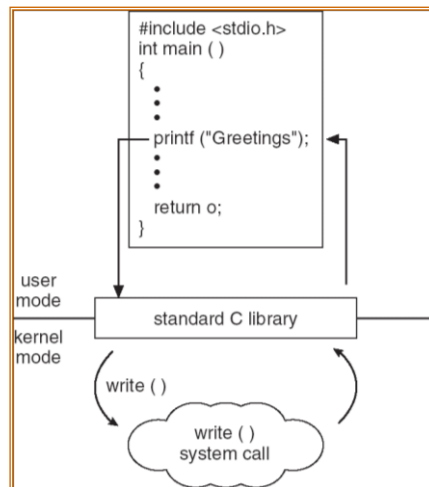 #include <stdio.h>
int main ( )
{
printf ("Greetings");
return o;
}
user
mode
standard C library
kernel
mode
write ( )
write ( )
system call